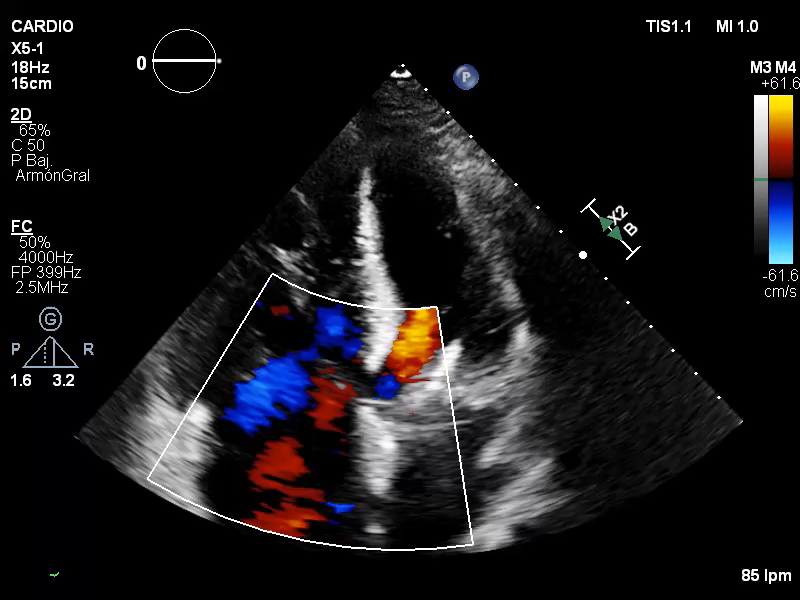 CARDIO
X5-1
18Hz
15cm
2D
65%
C 50
P Baj.
ArmónGral
FC
50%
4000Hz
FP 399Hz
2.5MHz
G
P R
1.6 3.2
0
P
TIS1.1 MI 1.0
M3 M4
+61.6
-61.6
cm/s
X2
B
85 lpm